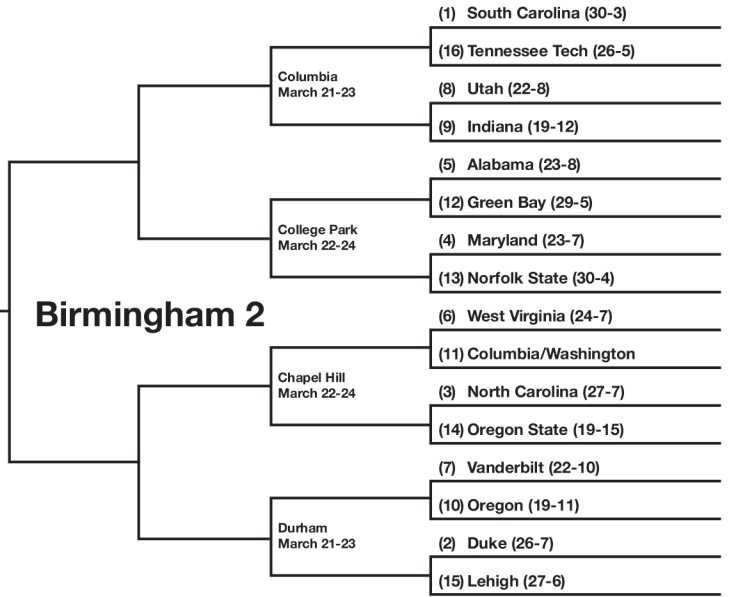 (1) South Carolina (30-3)
(16) Tennessee Tech (26-5)
Columbia
March 21-23
(8) Utah (22-8)
(9) Indiana (19-12)
(5) Alabama (23-8)
(12) Green Bay (29-5)
College Park
March 22-24
(4) Maryland (23-7)
(13) Norfolk State (30-4)
Birmingham 2
(6) West Virginia (24-7)
(11) Columbia/Washington
Chapel Hill
March 22-24
(3) North Carolina (27-7)
(14) Oregon State (19-15)
(7) Vanderbilt (22-10)
(10) Oregon (19-11)
Durham
March 21-23
(2) Duke (26-7)
(15) Lehigh (27-6)